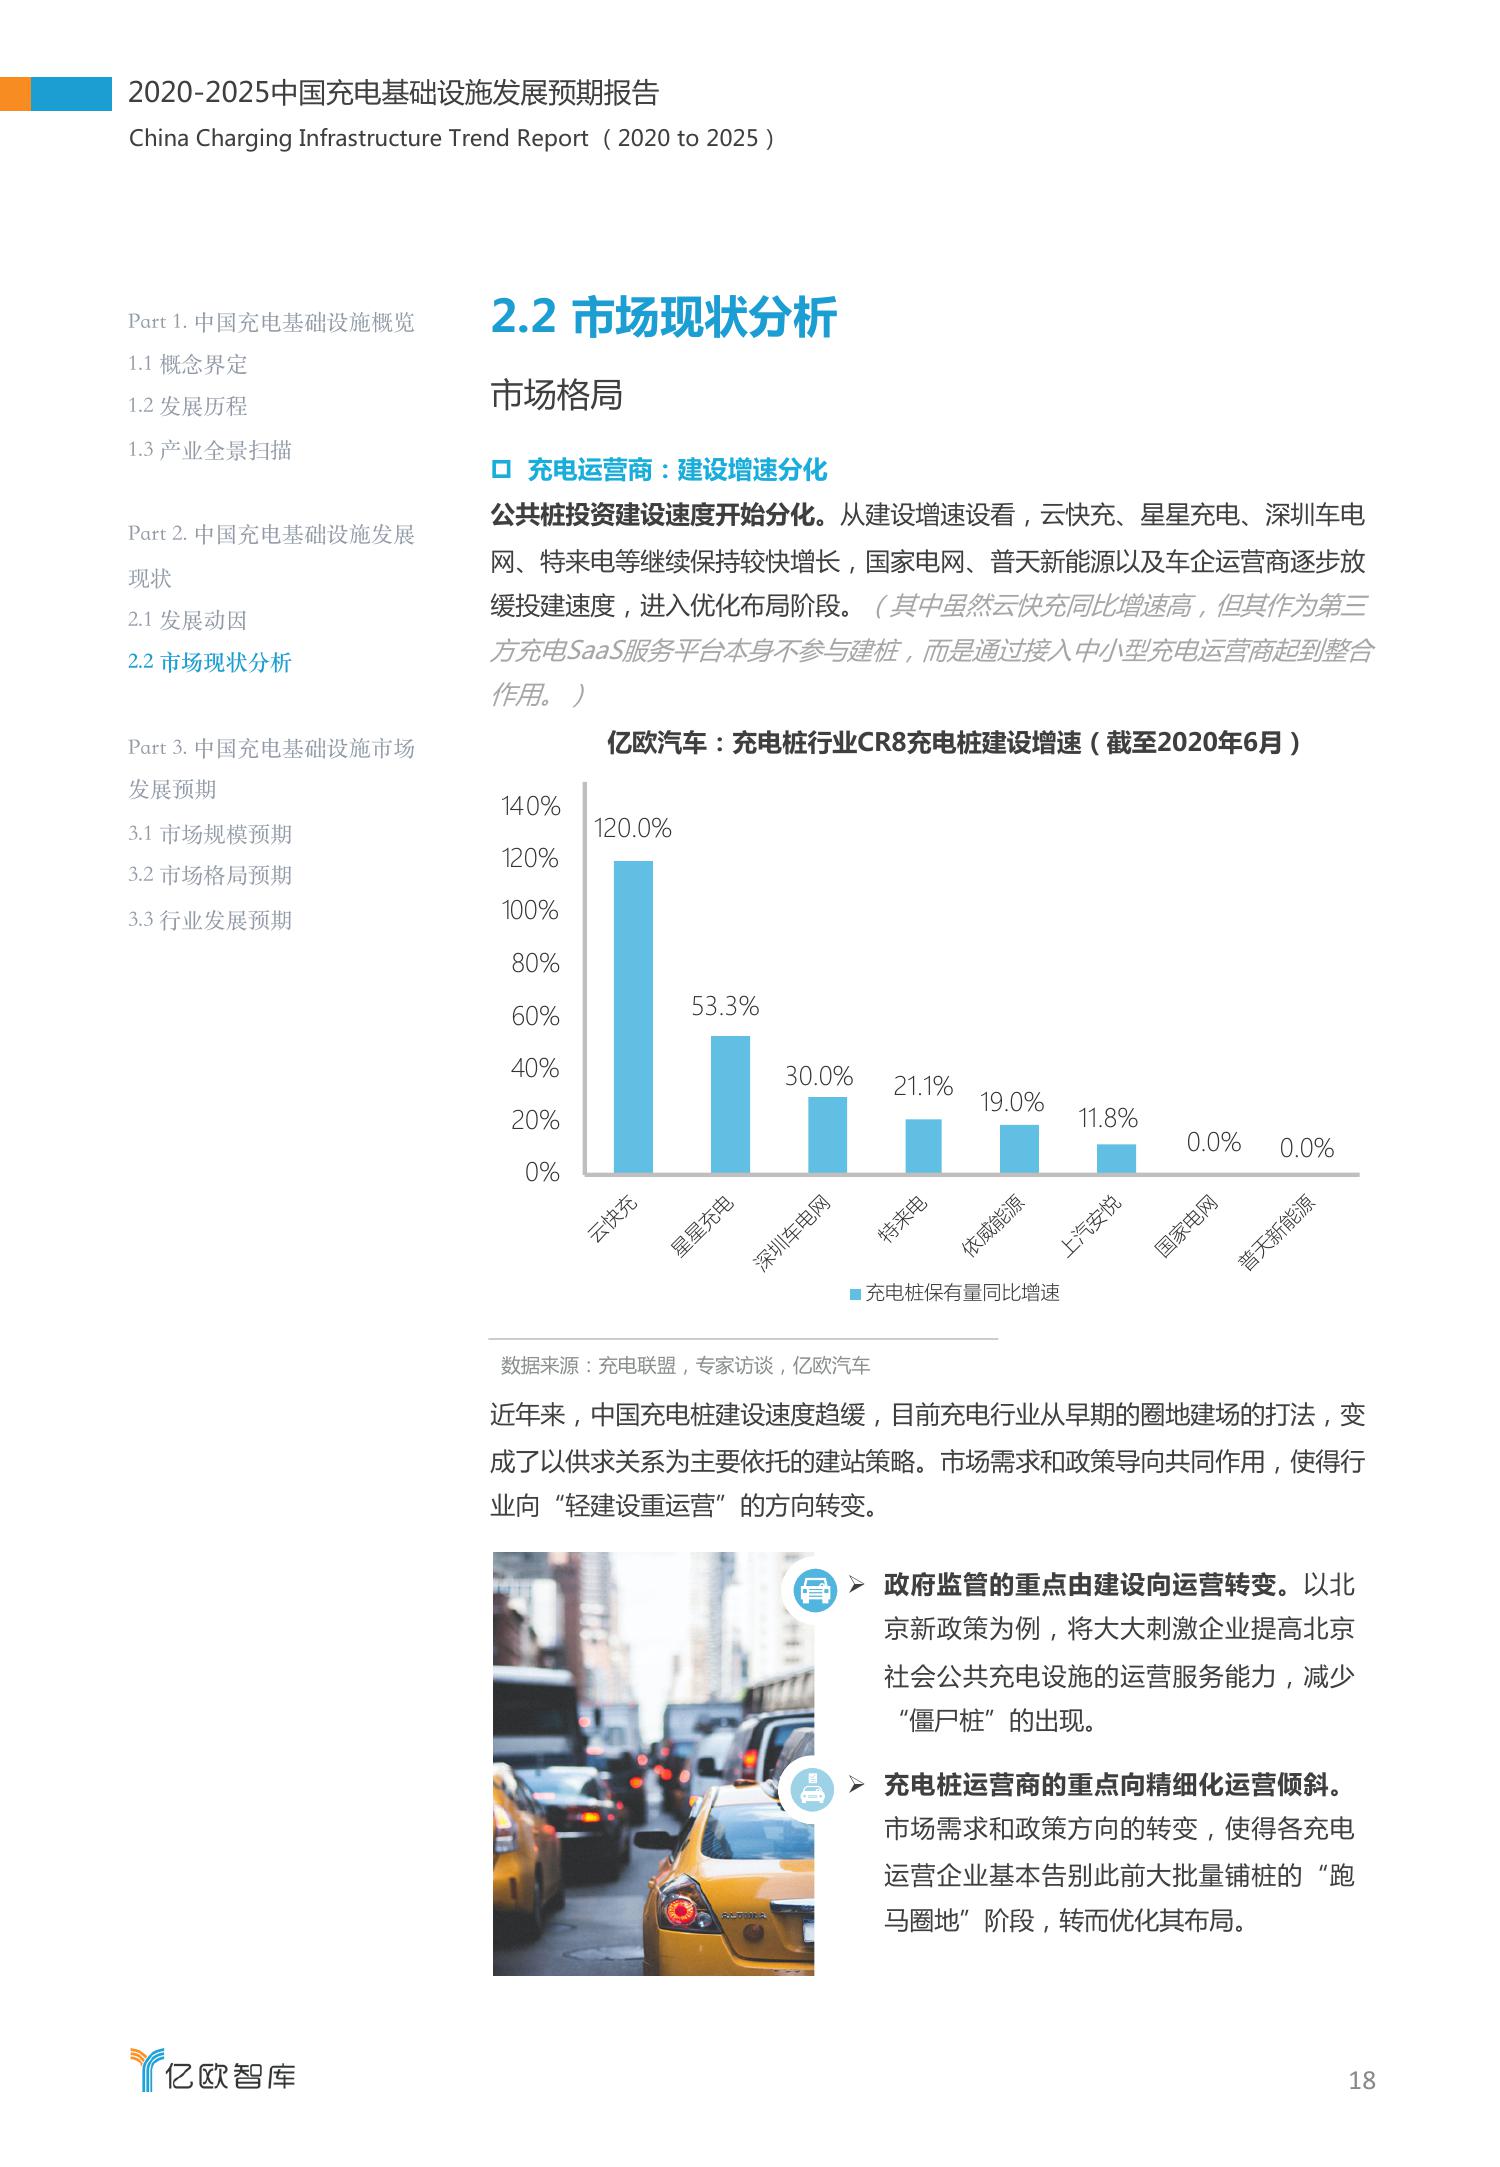 2020-2025中国充电基础设施发展预期报告
China Charging Infrastructure Trend Report（2020 to 2025）
Part 1. 中国充电基础设施概览
1.1 概念界定
1.2 发展历程
1.3 产业全景扫描
Part 2. 中国充电基础设施发展
现状
2.1 发展动因
2.2 市场现状分析
Part 3. 中国充电基础设施市场
发展预期
3.1 市场规模预期
3.2 市场格局预期
3.3 行业发展预期
2.2 市场现状分析
市场格局
充电运营商：建设增速分化
公共桩投资建设速度开始分化。从建设增速设看，云快充、星星充电、深圳车电
网、特来电等继续保持较快增长，国家电网、普天新能源以及车企运营商逐步放
缓投建速度，进入优化布局阶段。（其中虽然云快充同比增速高，但其作为第三
方充电SaaS服务平台本身不参与建桩，而是通过接入中小型充电运营商起到整合
作用。）
亿欧汽车：充电桩行业CR8充电桩建设增速（截至2020年6月）
140%
120%
100%
80%
60%
40%
20%
0%
120.0%
53.3%
30.0%
21.1%
19.0%
11.8%
0.0%
0.0%
云快充
星星充电
深圳车电网
特来电
依威能源
上汽安悦
国家电网
普天新能源
充电桩保有量同比增速
数据来源：充电联盟，专家访谈，亿欧汽车
近年来，中国充电桩建设速度趋缓，目前充电行业从早期的圈地建场的打法，变
成了以供求关系为主要依托的建站策略。市场需求和政策导向共同作用，使得行
业向“轻建设重运营”的方向转变。
政府监管的重点由建设向运营转变。以北
京新政策为例，将大大刺激企业提高北京
社会公共充电设施的运营服务能力，减少
“僵尸桩”的出现。
充电桩运营商的重点向精细化运营倾斜。
市场需求和政策方向的转变，使得各充电
运营企业基本告别此前大批量铺桩的“跑
马圈地”阶段，转而优化其布局。
ALTIMA
亿欧智库
18